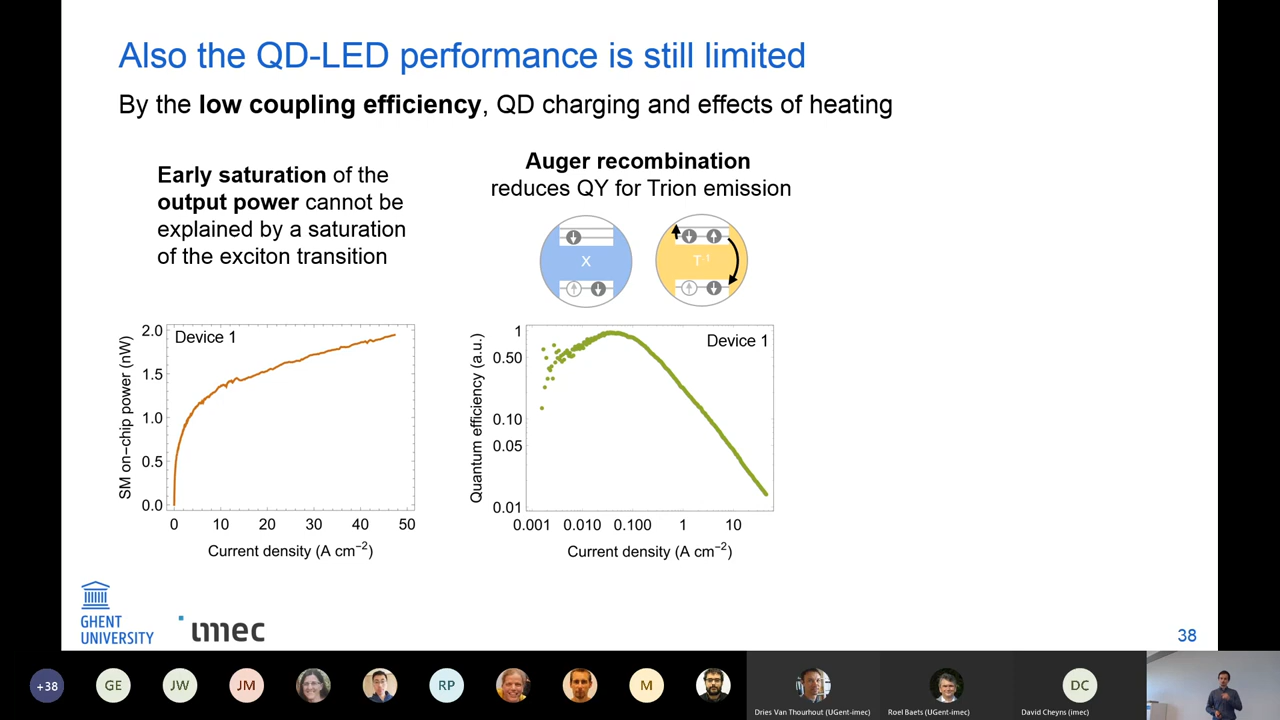 Also the QD-LED performance is still limited
By the low coupling efficiency, QD charging and effects of heating
Early saturation of the
output power cannot be
explained by a saturation
of the exciton transition
Auger recombination
reduces QY for Trion emission
X
T⁻¹
Device 1
SM on-chip power (nW)
2.0
1.5
1.0
0.5
0.0
0 10 20 30 40 50
Current density (A cm⁻²)
Device 1
Quantum efficiency (a.u.)
1
0.50
0.10
0.05
0.01
0.001 0.010 0.100 1 10
Current density (A cm⁻²)
GHENT
UNIVERSITY
imec
38
+38 GE JW JM RP M DC
Dries Van Thourhout (UGent-imec) Roel Baets (UGent-imec) David Cheyns (imec)